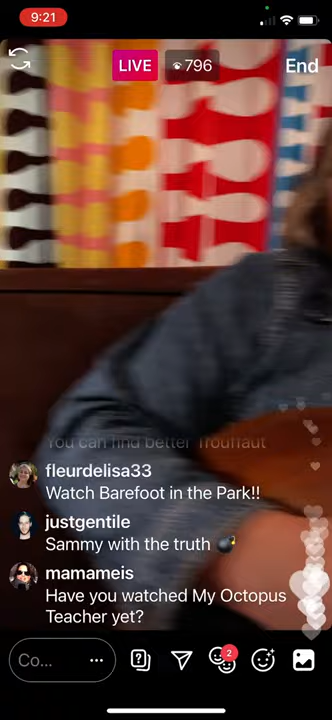 9:21
LIVE
796
End
You can find better Trouffaut
fleurdelisa33
Watch Barefoot in the Park!!
justgentile
Sammy with the truth 💣
mamameis
Have you watched My Octopus
Teacher yet?
Co...
2